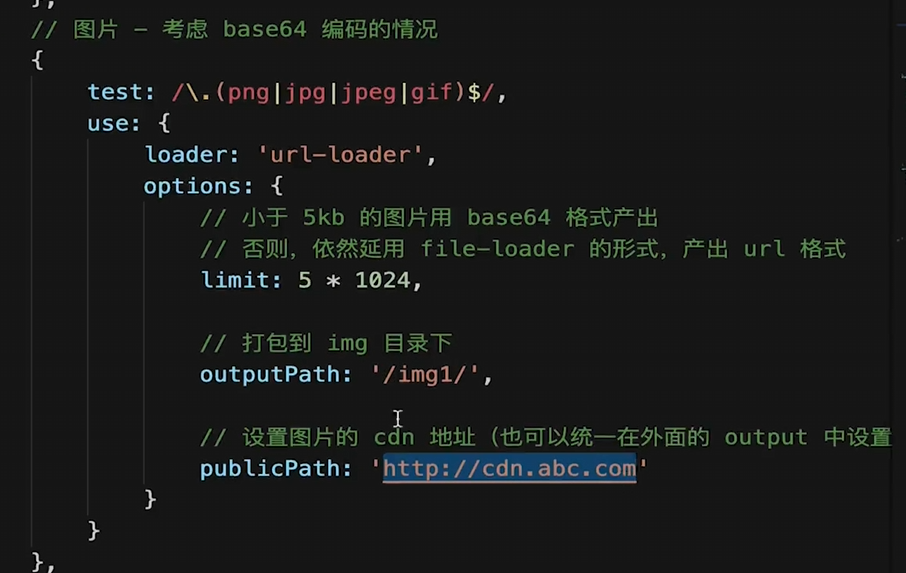 },
// 图片 - 考虑 base64 编码的情况
{
test: /\.(png|jpg|jpeg|gif)$/,
use: {
loader: 'url-loader',
options: {
// 小于 5kb 的图片用 base64 格式产出
// 否则，依然延用 file-loader 的形式，产出 url 格式
limit: 5 * 1024,
// 打包到 img 目录下
outputPath: '/img1/',
// 设置图片的 cdn 地址（也可以统一在外面的 output 中设置
publicPath: 'http://cdn.abc.com'
}
}
},